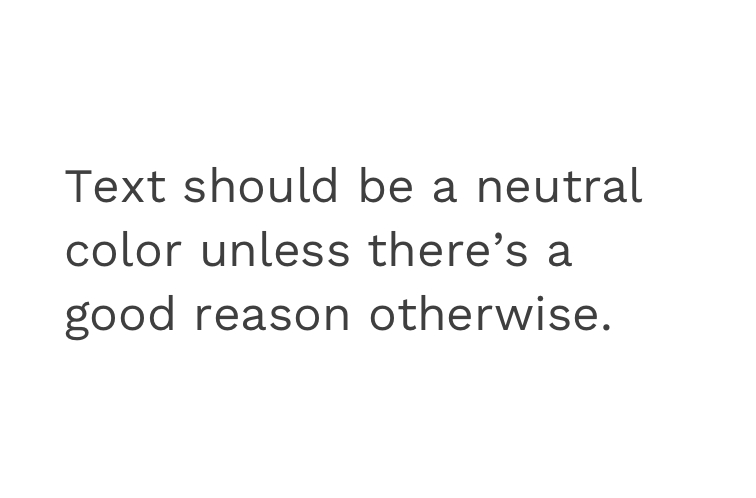 Text should be a neutral
color unless there’s a
good reason otherwise.